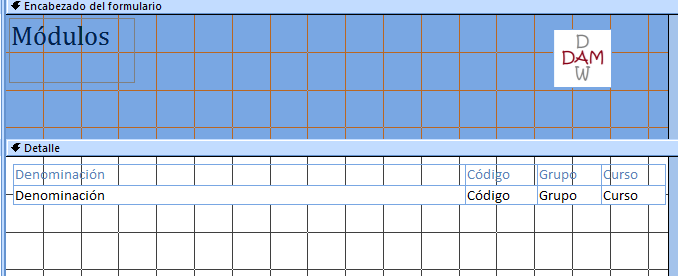 Encabezado del formulario
Módulos
D
DAM
W
Detalle
Denominación Código Grupo Curso
Denominación Código Grupo Curso